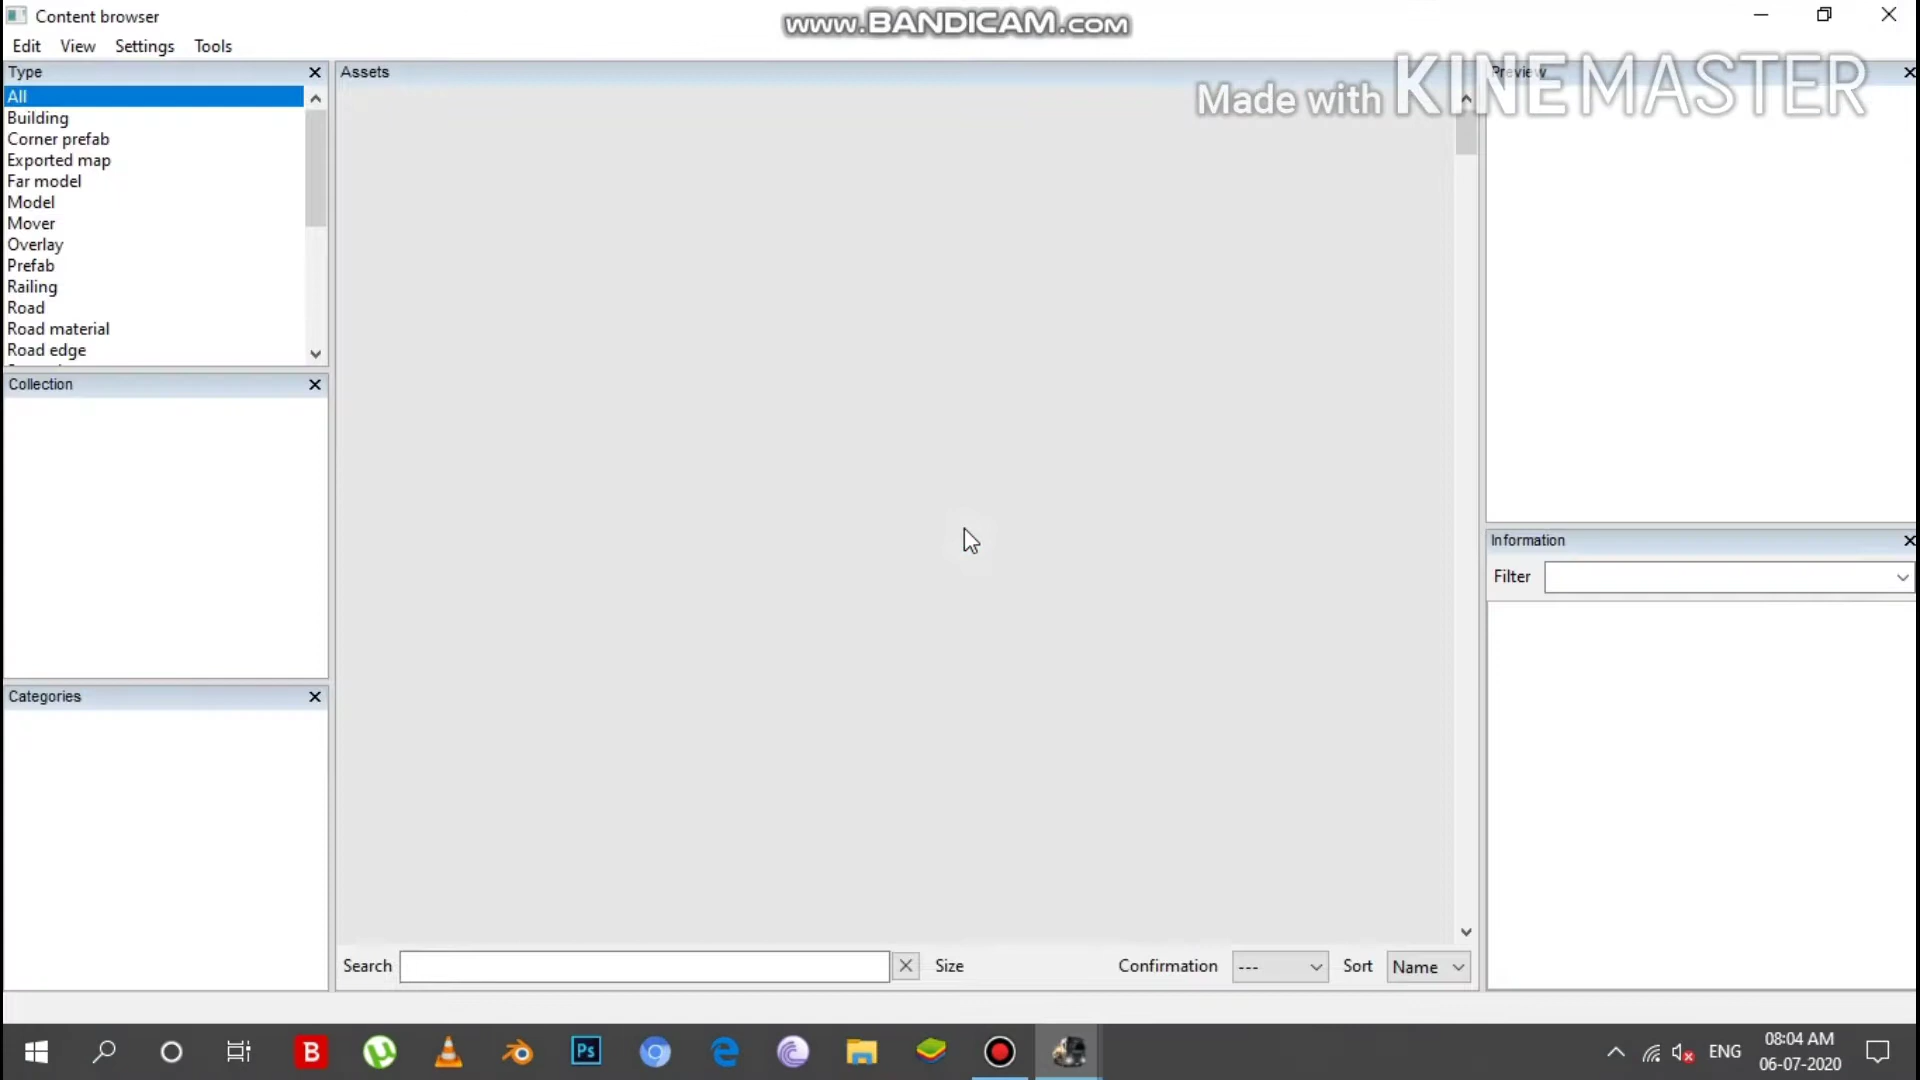 Content browser
www.BANDICAM.com
Edit View Settings Tools
Made with KINEMASTER
Type
All
Building
Corner prefab
Exported map
Far model
Model
Mover
Overlay
Prefab
Railing
Road
Road material
Road edge
Collection
Categories
Assets
Search
Size
Confirmation ---
Sort Name
Preview
Information
Filter
B
Ps
ENG
08:04 AM
06-07-2020